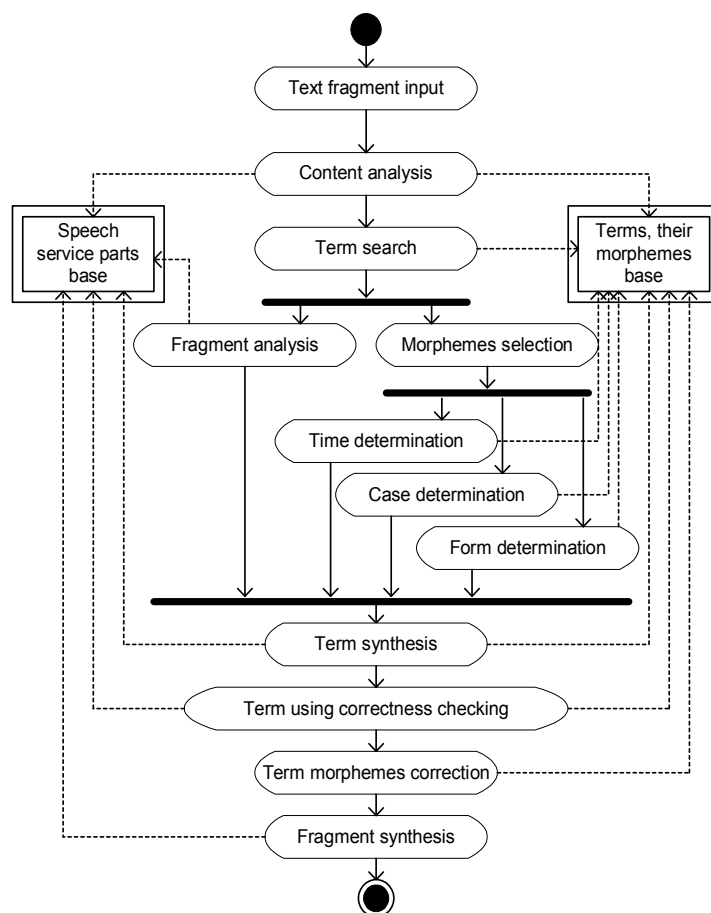 Text fragment input
Content analysis
Speech
service parts
base
Term search
Terms, their
morphemes
base
Fragment analysis
Morphemes selection
Time determination
Case determination
Form determination
Term synthesis
Term using correctness checking
Term morphemes correction
Fragment synthesis